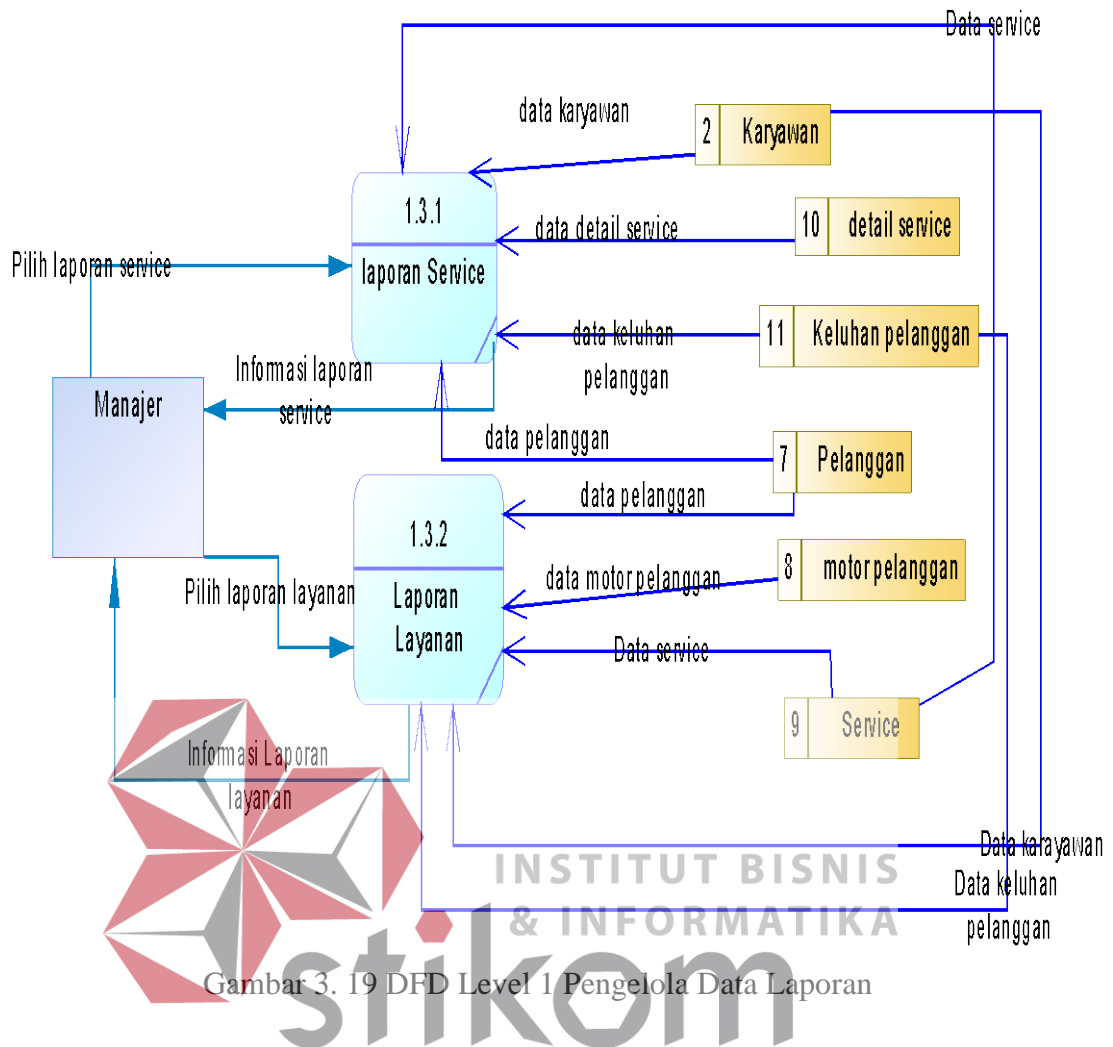 Data service
data karyawan
2 Karyawan
1.3.1
laporan Service
data detail service
10 detail service
Pilih laporan service
data keluhan
pelanggan
11 Keluhan pelanggan
Informasi laporan
service
Manajer
data pelanggan
7 Pelanggan
data pelanggan
1.3.2
Laporan
Layanan
data motor pelanggan
8 motor pelanggan
Pilih laporan layanan
Data service
9 Service
Informasi Laporan
layanan
Data karayawan
Data keluhan
pelanggan
INSTITUT BISNIS
& INFORMATIKA
stikom
Gambar 3. 19 DFD Level 1 Pengelola Data Laporan